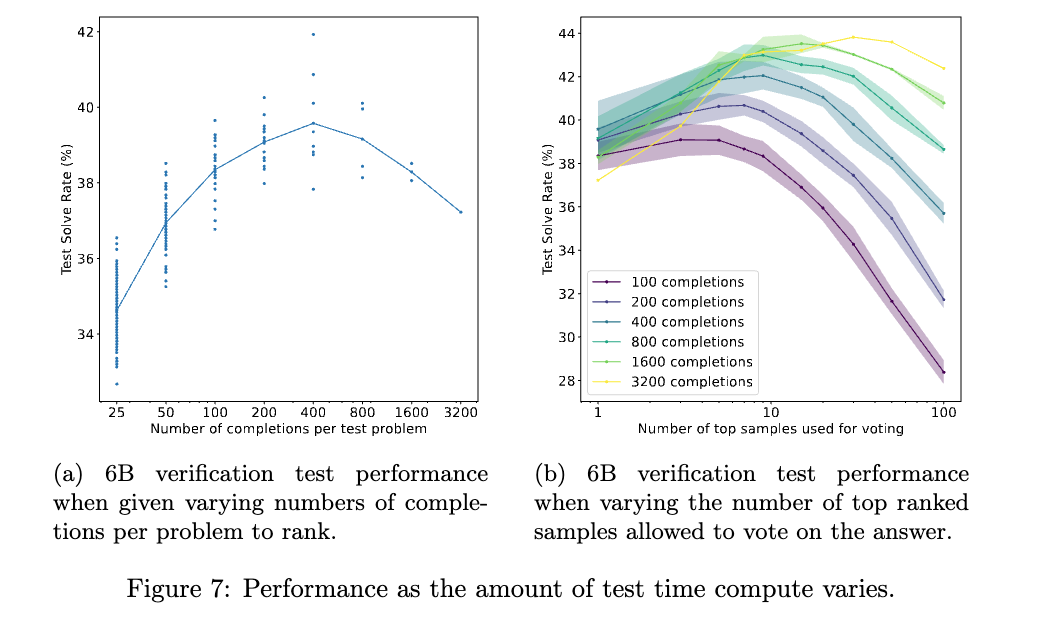 42
40
38
36
34
Test Solve Rate (%)
25 50 100 200 400 800 1600 3200
Number of completions per test problem
44
42
40
38
36
34
32
30
28
Test Solve Rate (%)
100 completions
200 completions
400 completions
800 completions
1600 completions
3200 completions
1 10 100
Number of top samples used for voting
(a) 6B verification test performance
when given varying numbers of comple-
tions per problem to rank.
(b) 6B verification test performance
when varying the number of top ranked
samples allowed to vote on the answer.
Figure 7: Performance as the amount of test time compute varies.